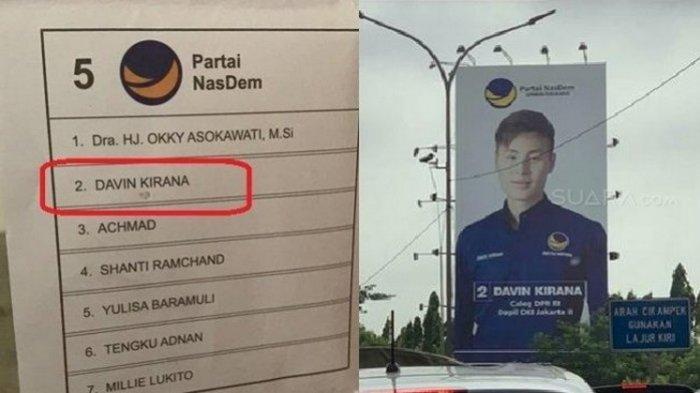 5
Partai
NasDem
1. Dra. HJ. OKKY ASOKAWATI, M.Si
2. DAVIN KIRANA
3. ACHMAD
4. SHANTI RAMCHAND
5. YULISA BARAMULI
6. TENGKU ADNAN
7. MILLIE LUKITO
Partai NasDem
SUARA.com
2 DAVIN KIRANA
Caleg DPR RI
Dapil DKI Jakarta II
ARAH CIKAMPEK
GUNAKAN
LAJUR KIRI